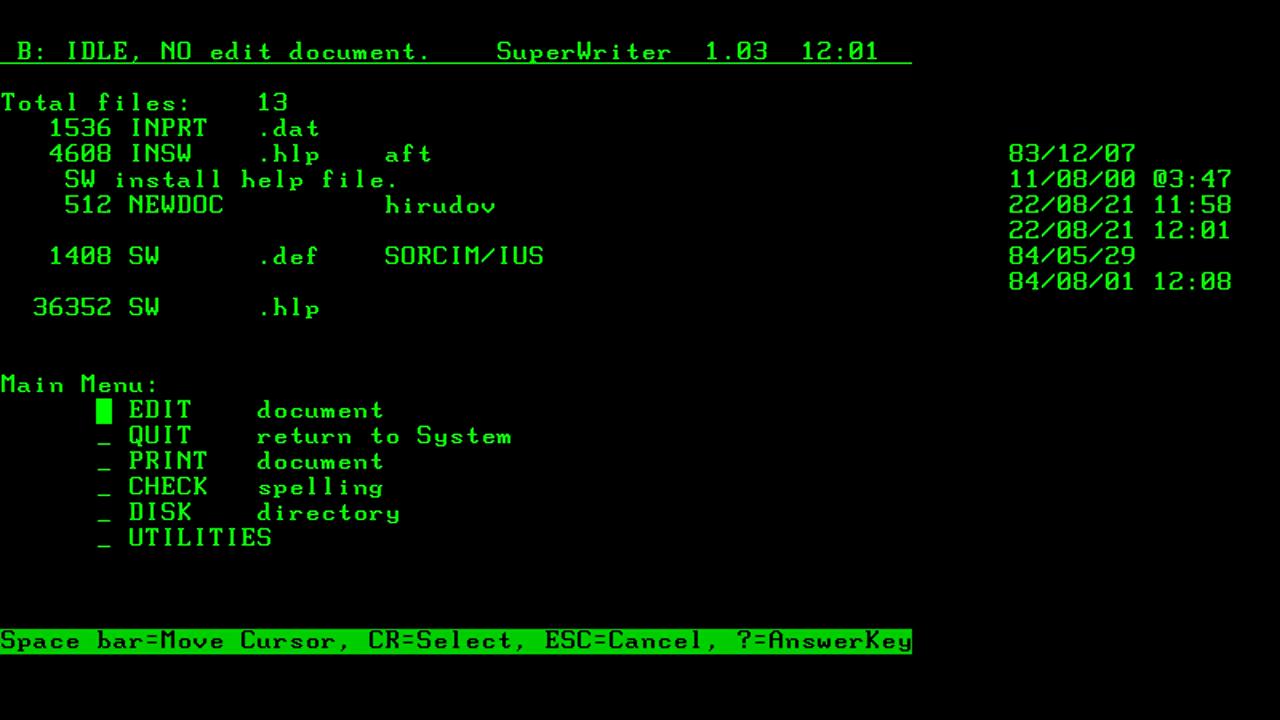 B: IDLE, NO edit document. SuperWriter 1.03 12:01
Total files: 13
1536 INPRT .dat
4608 INSW .hlp aft 83/12/07
SW install help file. 11/08/00 @3:47
512 NEWDOC hirudov 22/08/21 11:58
22/08/21 12:01
1408 SW .def SORCIM/IUS 84/05/29
84/08/01 12:08
36352 SW .hlp
Main Menu:
EDIT document
_ QUIT return to System
_ PRINT document
_ CHECK spelling
_ DISK directory
_ UTILITIES
Space bar=Move Cursor, CR=Select, ESC=Cancel, ?=AnswerKey